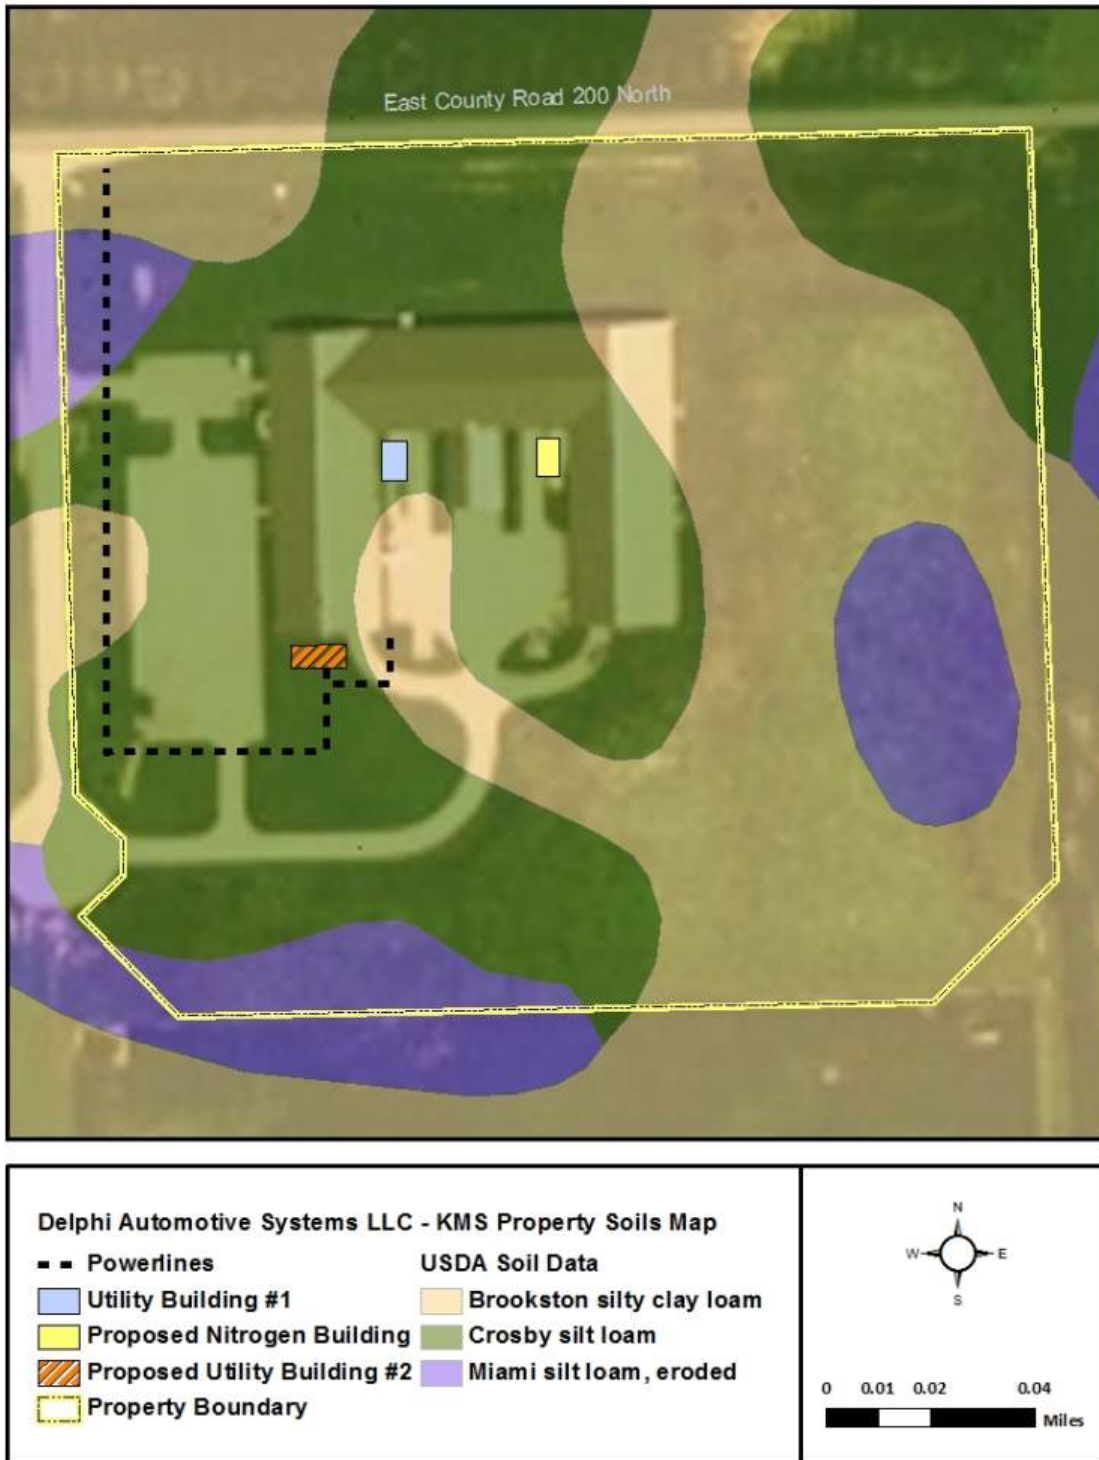 East County Road 200 North
Delphi Automotive Systems LLC - KMS Property Soils Map
Powerlines
USDA Soil Data
Utility Building #1
Brookston silty clay loam
Proposed Nitrogen Building
Crosby silt loam
Proposed Utility Building #2
Miami silt loam, eroded
Property Boundary
N
W E
S
0 0.01 0.02 0.04
Miles